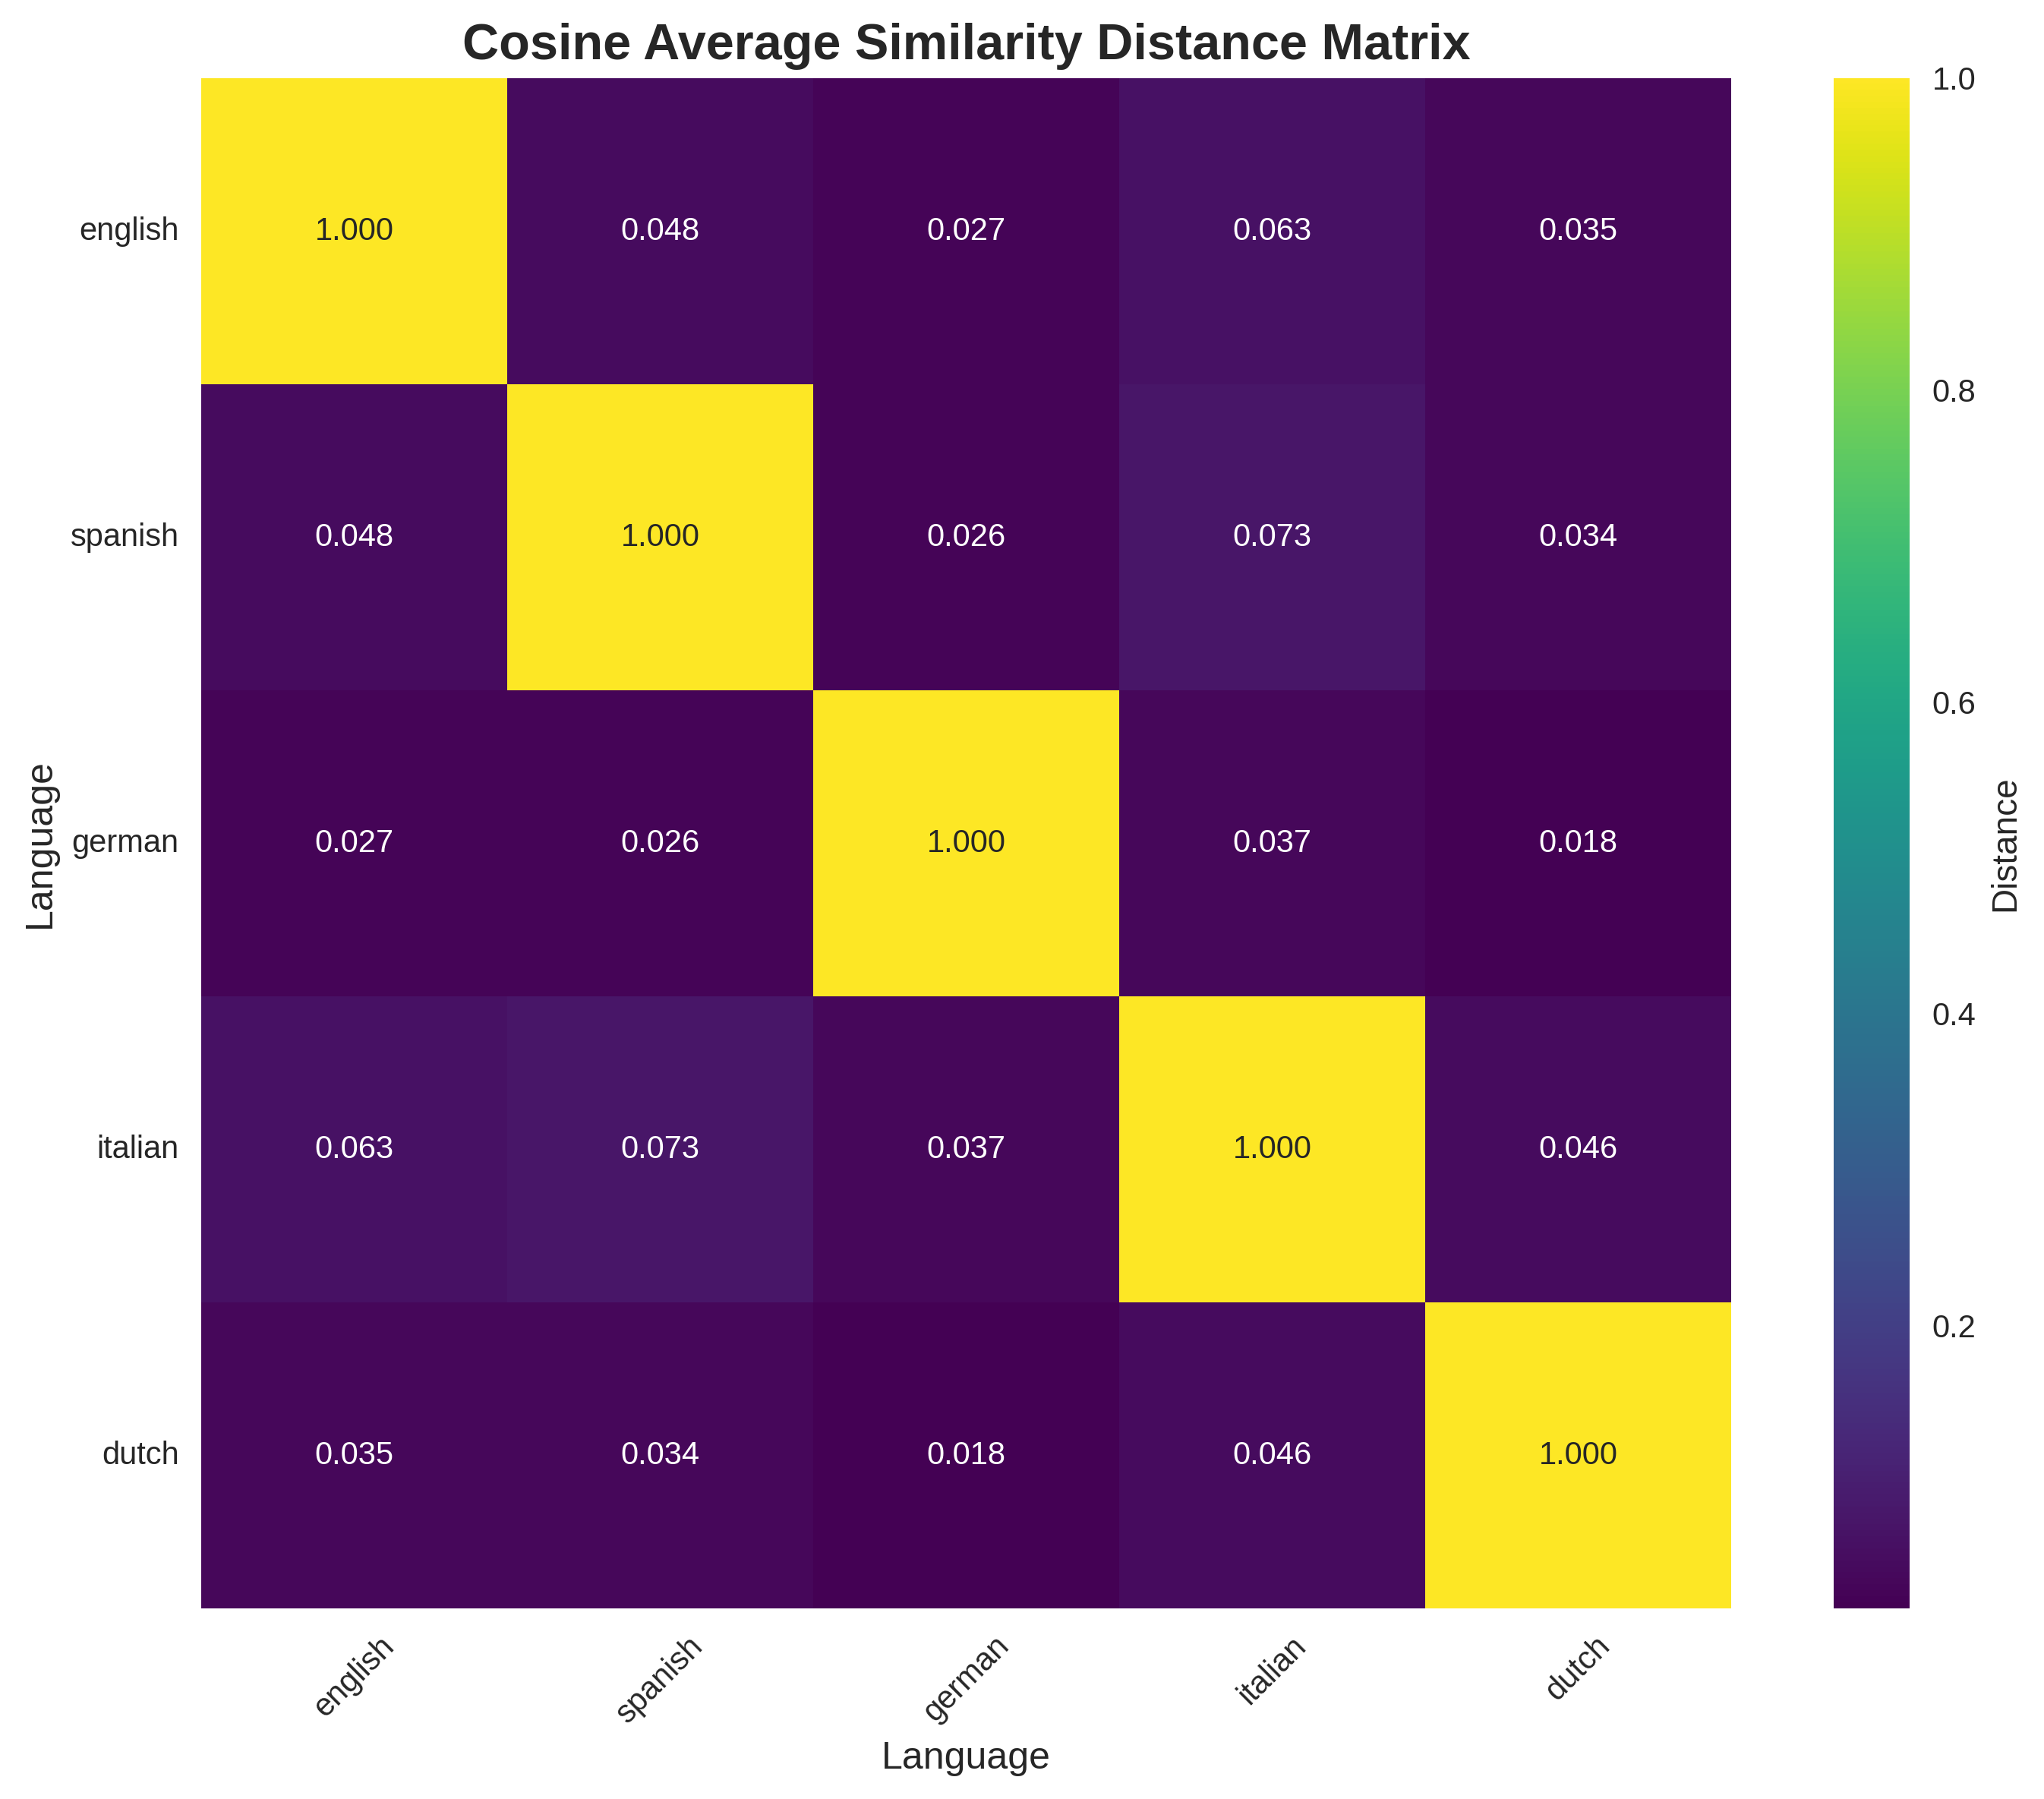 Cosine Average Similarity Distance Matrix
1.0
english 1.000 0.048 0.027 0.063 0.035
0.8
spanish 0.048 1.000 0.026 0.073 0.034
0.6
Language
Distance
german 0.027 0.026 1.000 0.037 0.018
0.4
italian 0.063 0.073 0.037 1.000 0.046
0.2
dutch 0.035 0.034 0.018 0.046 1.000
english spanish german italian dutch
Language